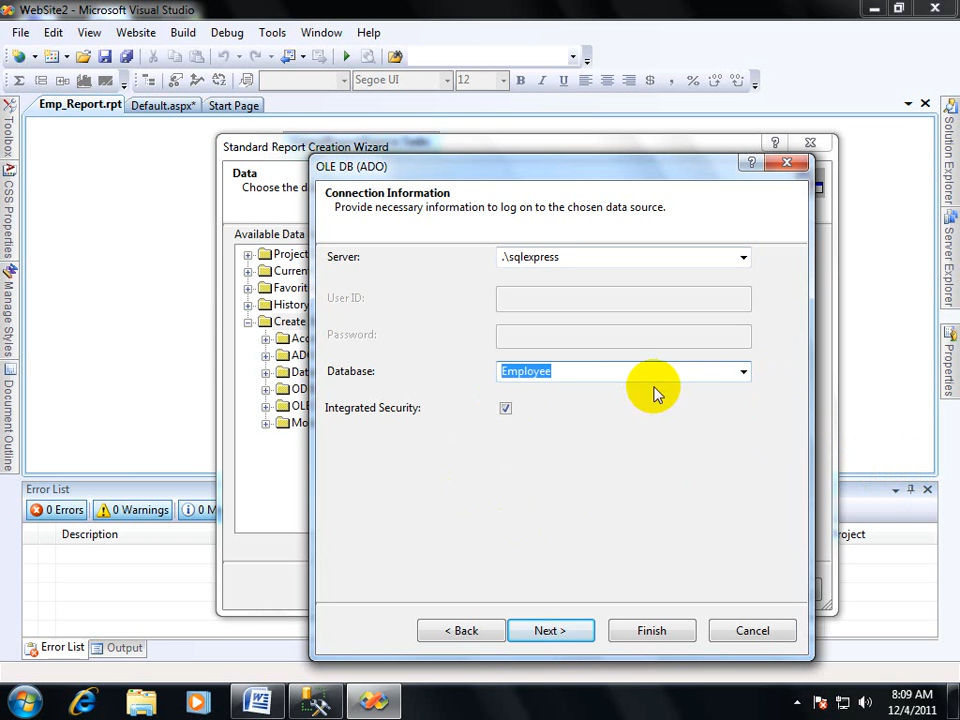 WebSite2 - Microsoft Visual Studio
File Edit View Website Build Debug Tools Window Help
Segoe UI 12 B I U $ %
Emp_Report.rpt Default.aspx* Start Page
Toolbox
CSS Properties
Manage Styles
Document Outline
Solution Explorer
Server Explorer
Properties
Standard Report Creation Wizard
Data
Choose the d
Available Data
Project
Current
Favori
History
Create
Acc
ADO
Dat
OD
OLE
Mo
OLE DB (ADO)
Connection Information
Provide necessary information to log on to the chosen data source.
Server: .\sqlexpress
User ID:
Password:
Database: Employee
Integrated Security:
< Back Next > Finish Cancel
Error List
0 Errors 0 Warnings 0 M
Description roject
Error List Output
8:09 AM
12/4/2011